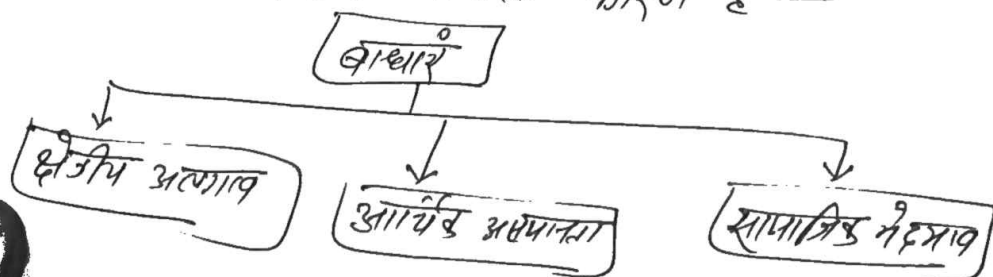 बाधायें
क्षेत्रीय अलगाव
आर्थिक असमानता
सामाजिक भेदभाव